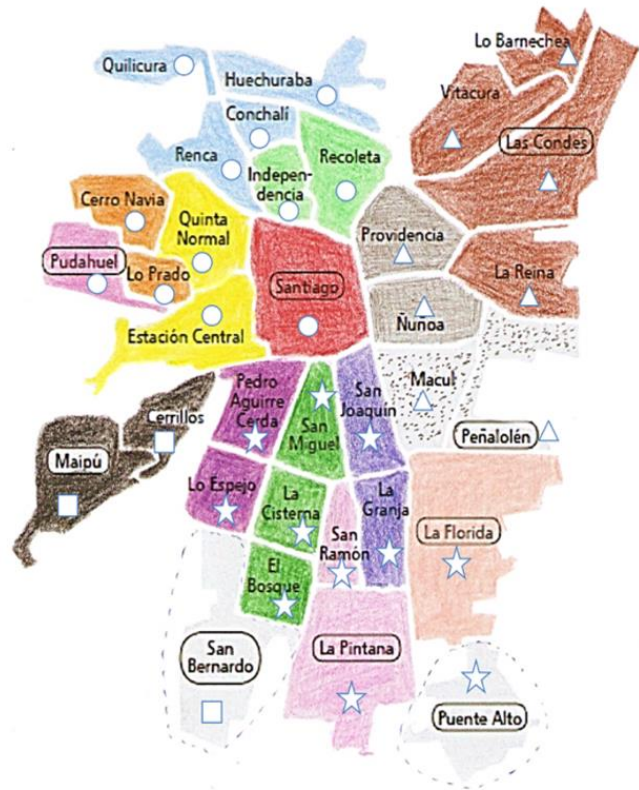 Lo Barnechea
Quilicura
Huechuraba
Vitacura
Conchalí
Las Condes
Renca
Recoleta
Indepen-
dencia
Cerro Navia
Quinta
Normal
Providencia
Pudahuel
Lo Prado
La Reina
Santiago
Estación Central
Ñuñoa
Pedro
Aguirre
Cerda
San
Joaquín
Macul
Cerrillos
San
Miguel
Peñalolén
Maipú
Lo Espejo
La
Cisterna
La
Granja
San
Ramón
La Florida
El
Bosque
San
Bernardo
La Pintana
Puente Alto